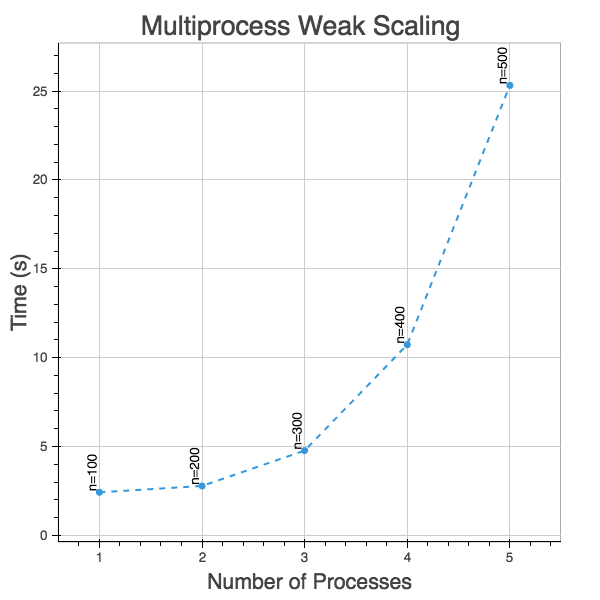 Multiprocess Weak Scaling
Time (s)
25
20
15
10
5
0
n=100
n=200
n=300
n=400
n=500
1
2
3
4
5
Number of Processes